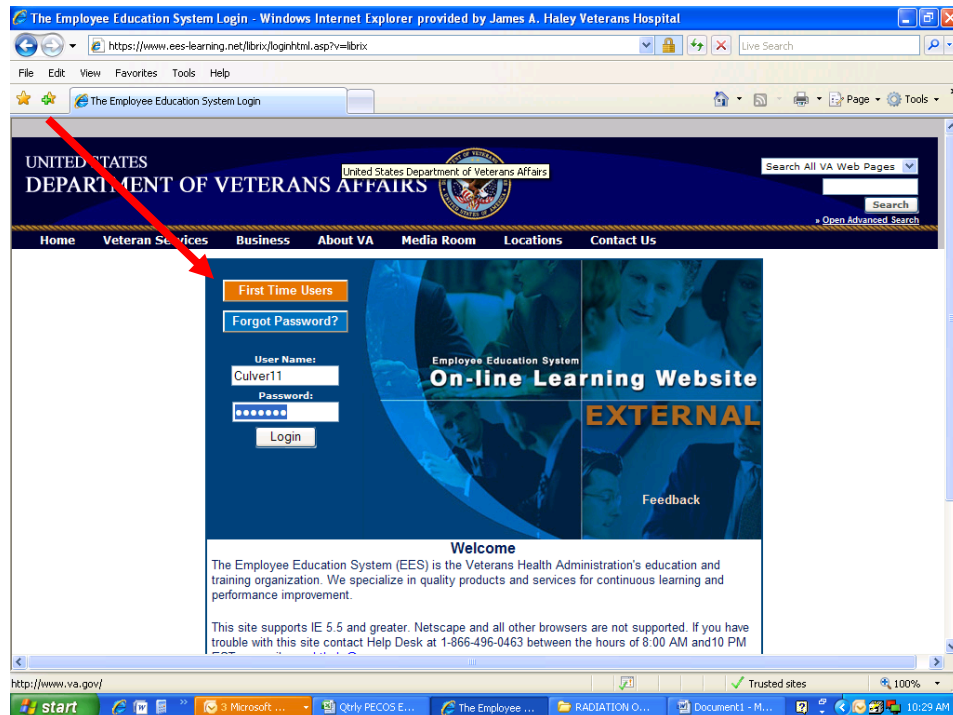 The Employee Education System Login - Windows Internet Explorer provided by James A. Haley Veterans Hospital
https://www.ees-learning.net/librix/loginhtml.asp?v=librix
Live Search
File Edit View Favorites Tools Help
The Employee Education System Login
Page Tools
UNITED STATES
DEPARTMENT OF VETERANS AFFAIRS
United States Department of Veterans Affairs
Search All VA Web Pages
Search
» Open Advanced Search
Home Veteran Services Business About VA Media Room Locations Contact Us
First Time Users
Forgot Password?
User Name:
Culver11
Password:
Login
Employee Education System
On-line Learning Website
EXTERNAL
Feedback
Welcome
The Employee Education System (EES) is the Veterans Health Administration's education and
training organization. We specialize in quality products and services for continuous learning and
performance improvement.
This site supports IE 5.5 and greater. Netscape and all other browsers are not supported. If you have
trouble with this site contact Help Desk at 1-866-496-0463 between the hours of 8:00 AM and10 PM
http://www.va.gov/
Trusted sites
100%
start
3 Microsoft ...
Qtrly PECOS E...
The Employee ...
RADIATION O...
Document1 - M...
10:29 AM